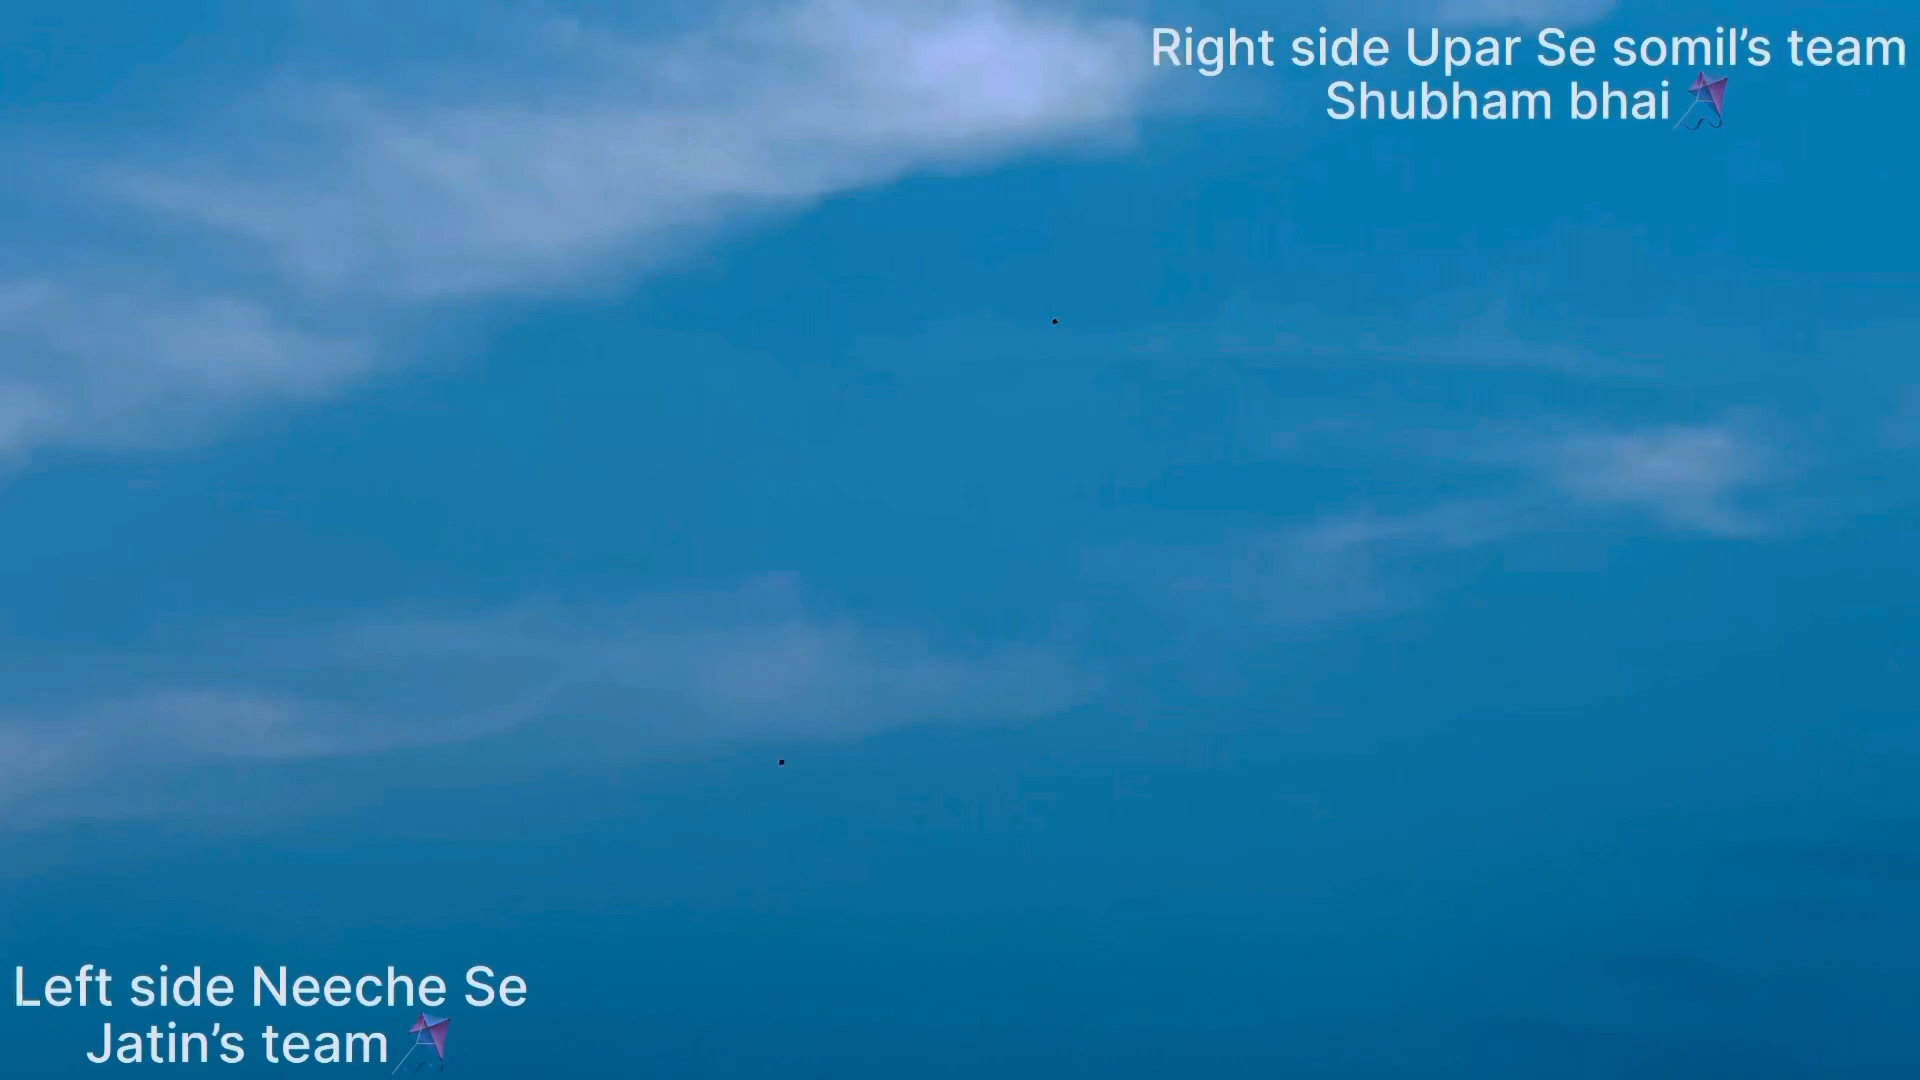 Right side Upar Se somil’s team
Shubham bhai🪁
Left side Neeche Se
Jatin’s team🪁